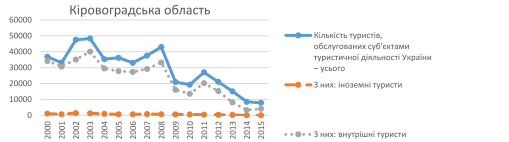 Кіровоградська область
60000
50000
40000
30000
20000
10000
0
2000 2001 2002 2003 2004 2005 2006 2007 2008 2009 2010 2011 2012 2013 2014 2015
Кількість туристів,
обслугованих суб'єктами
туристичної діяльності України
– усього
З них: іноземні туристи
З них: внутрішні туристи